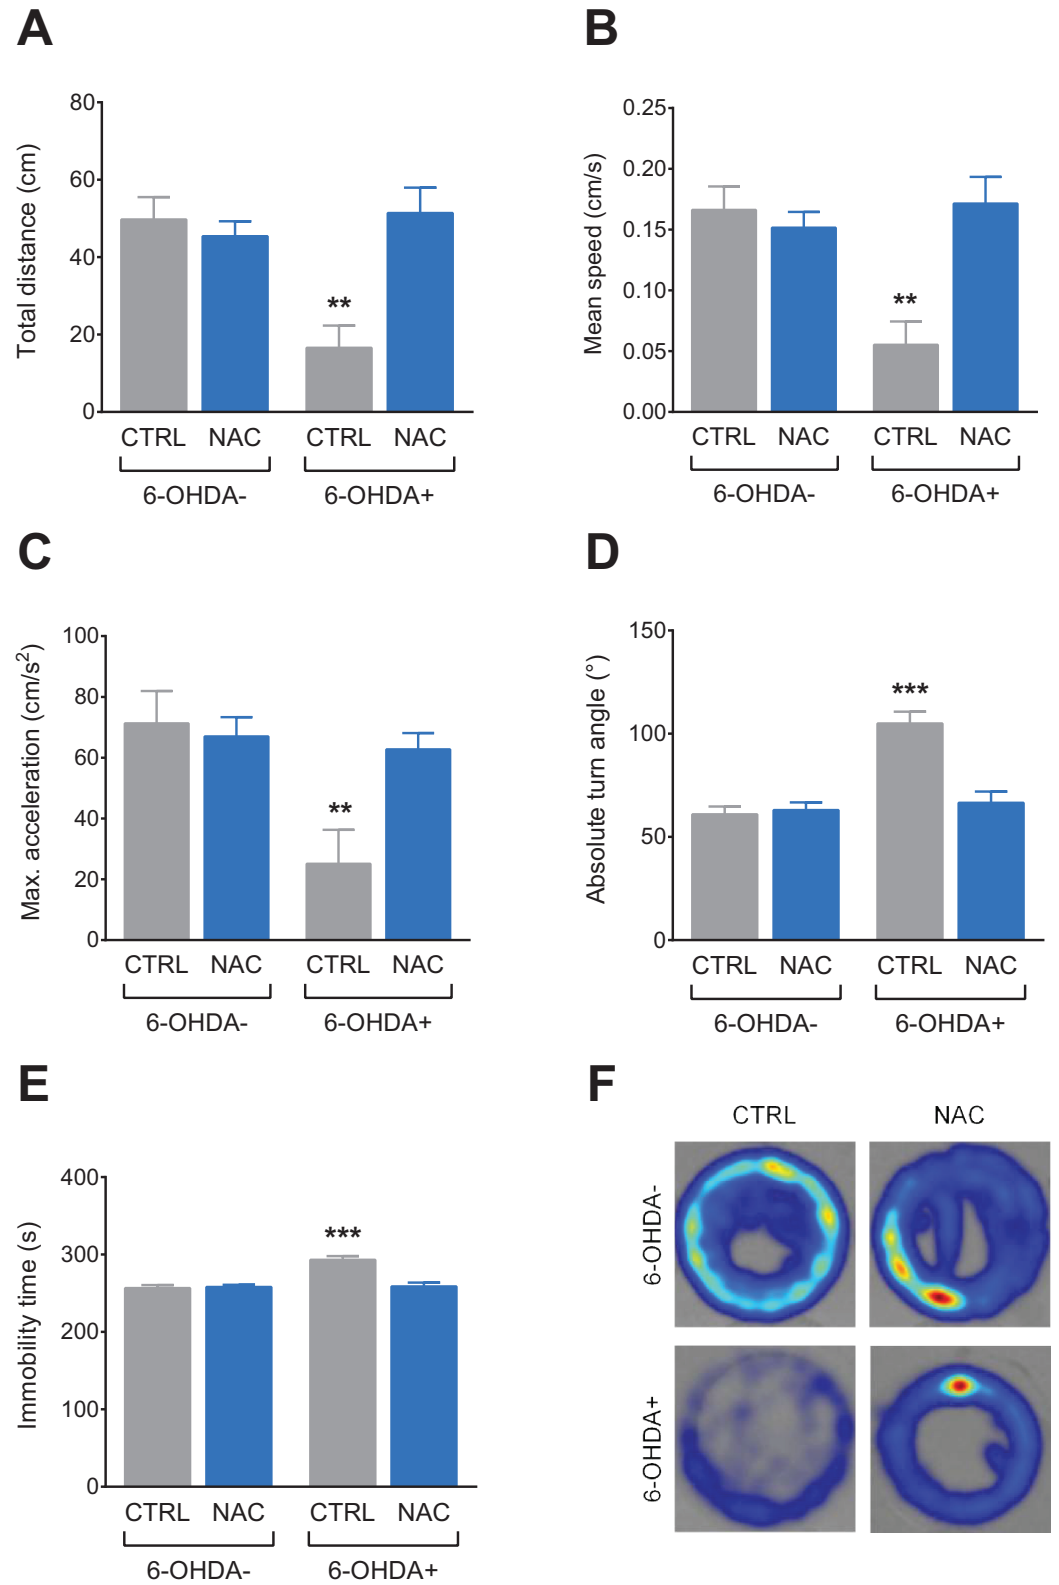 A
Total distance (cm)
80
60
40
20
0
**
CTRL NAC CTRL NAC
6-OHDA- 6-OHDA+
B
Mean speed (cm/s)
0.25
0.20
0.15
0.10
0.05
0.00
**
CTRL NAC CTRL NAC
6-OHDA- 6-OHDA+
C
Max. acceleration (cm/s²)
100
80
60
40
20
0
**
CTRL NAC CTRL NAC
6-OHDA- 6-OHDA+
D
Absolute turn angle (°)
150
100
50
0
***
CTRL NAC CTRL NAC
6-OHDA- 6-OHDA+
E
Immobility time (s)
400
300
200
100
0
***
CTRL NAC CTRL NAC
6-OHDA- 6-OHDA+
F
CTRL NAC
6-OHDA-
6-OHDA+